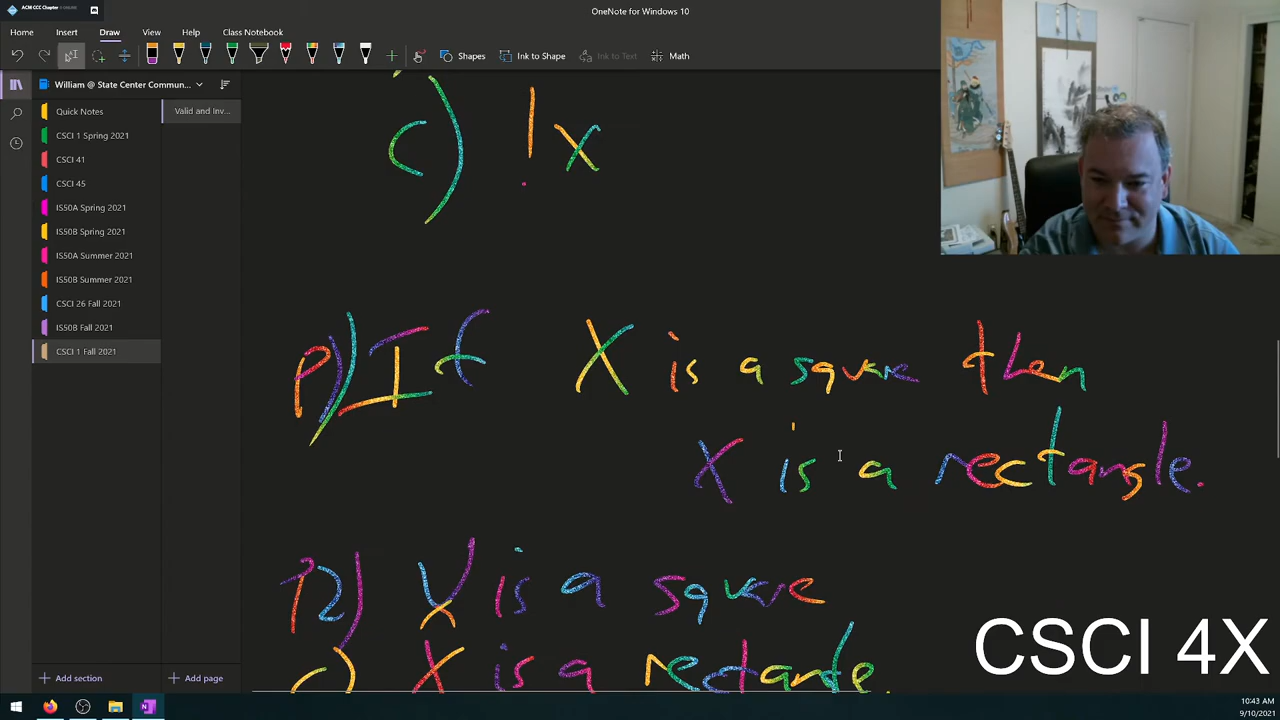 ACM CCC Chapter
OneNote for Windows 10
Home Insert Draw View Help Class Notebook
Shapes Ink to Shape Ink to Text Math
William @ State Center Commun...
Quick Notes
CSCI 1 Spring 2021
CSCI 41
CSCI 45
IS50A Spring 2021
IS50B Spring 2021
IS50A Summer 2021
IS50B Summer 2021
CSCI 26 Fall 2021
IS50B Fall 2021
CSCI 1 Fall 2021
Valid and Inv...
C) !X
P) If X is a square then
X is a rectangle.
P2) X is a square
C) X is a rectangle.
CSCI 4X
Add section
Add page
10:43 AM
9/10/2021